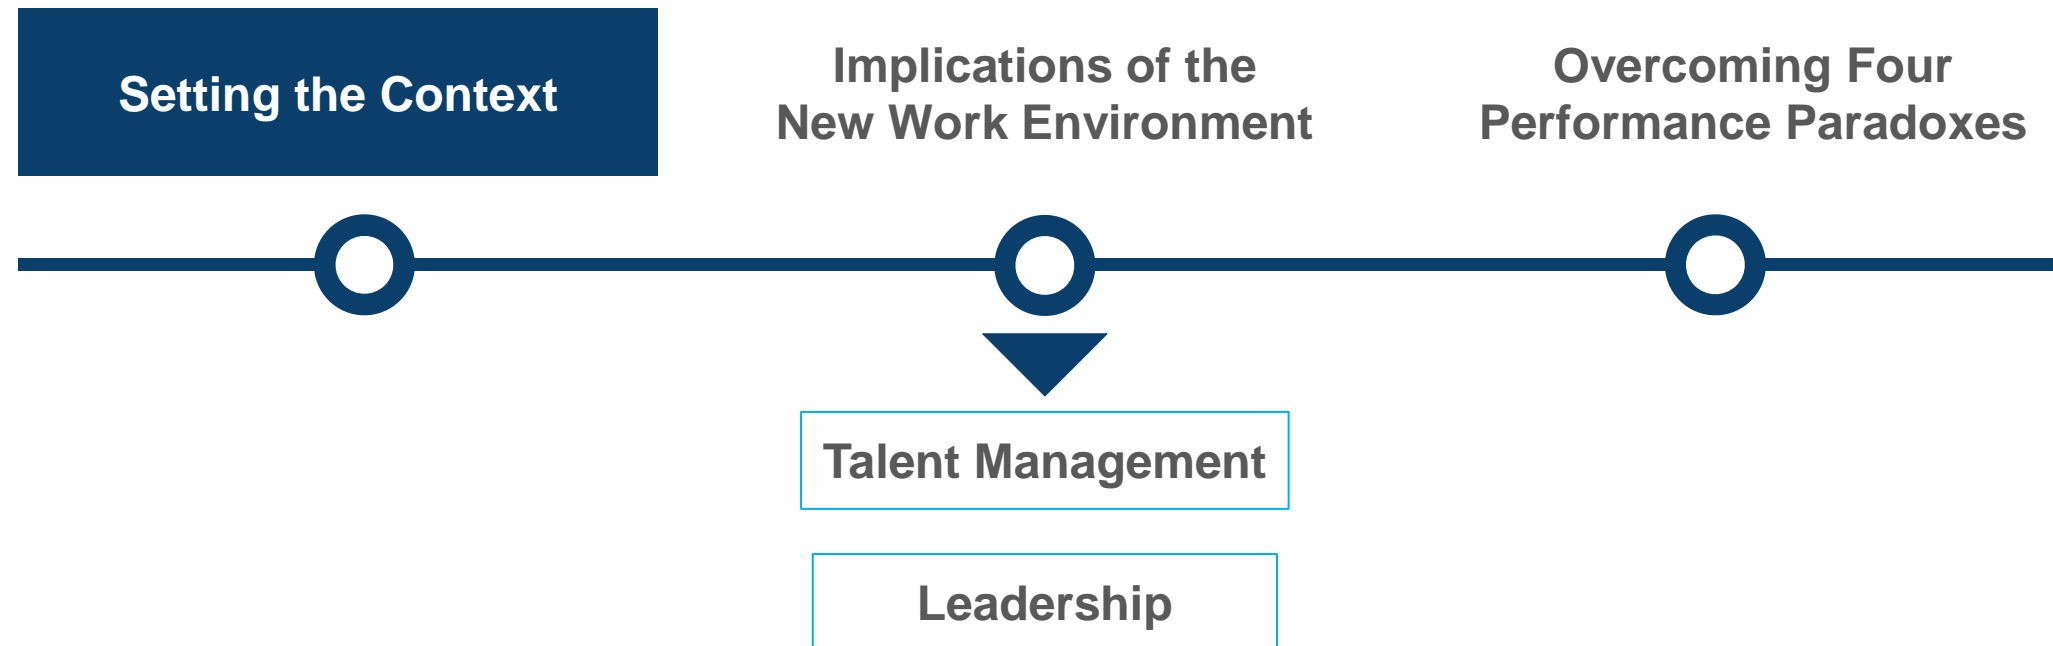 Setting the Context
Implications of the
New Work Environment
Overcoming Four
Performance Paradoxes
Talent Management
Leadership